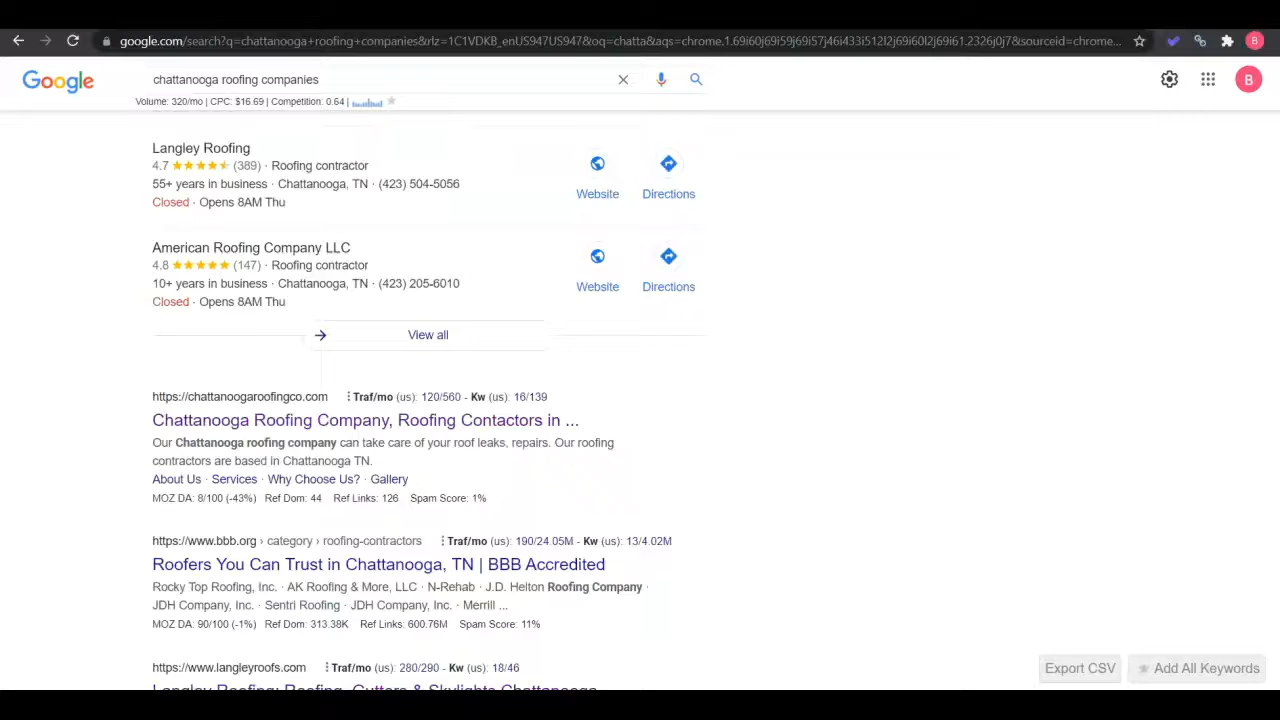 google.com/search?q=chattanooga+roofing+companies&rlz=1C1VDKB_enUS947US947&oq=chatta&aqs=chrome.1.69i60j69i59j69i57j46i433i512l2j69i60l2j69i61.2326j0j7&sourceid=chrome...
B
Google
chattanooga roofing companies
B
Volume: 320/mo | CPC: $16.69 | Competition: 0.64 |
Langley Roofing
4.7 (389) · Roofing contractor
55+ years in business · Chattanooga, TN · (423) 504-5056
Closed · Opens 8AM Thu
Website
Directions
American Roofing Company LLC
4.8 (147) · Roofing contractor
10+ years in business · Chattanooga, TN · (423) 205-6010
Closed · Opens 8AM Thu
Website
Directions
View all
https://chattanoogaroofingco.com Traf/mo (us): 120/560 - Kw (us): 16/139
Chattanooga Roofing Company, Roofing Contactors in ...
Our Chattanooga roofing company can take care of your roof leaks, repairs. Our roofing
contractors are based in Chattanooga TN.
About Us · Services · Why Choose Us? · Gallery
MOZ DA: 8/100 (-43%) Ref Dom: 44 Ref Links: 126 Spam Score: 1%
https://www.bbb.org › category › roofing-contractors Traf/mo (us): 190/24.05M - Kw (us): 13/4.02M
Roofers You Can Trust in Chattanooga, TN | BBB Accredited
Rocky Top Roofing, Inc. · AK Roofing & More, LLC · N-Rehab · J.D. Helton Roofing Company ·
JDH Company, Inc. · Sentri Roofing · JDH Company, Inc. · Merrill ...
MOZ DA: 90/100 (-1%) Ref Dom: 313.38K Ref Links: 600.76M Spam Score: 11%
https://www.langleyroofs.com Traf/mo (us): 280/290 - Kw (us): 18/46
Langley Roofing: Roofing, Gutters & Skylights Chattanooga
Export CSV
Add All Keywords